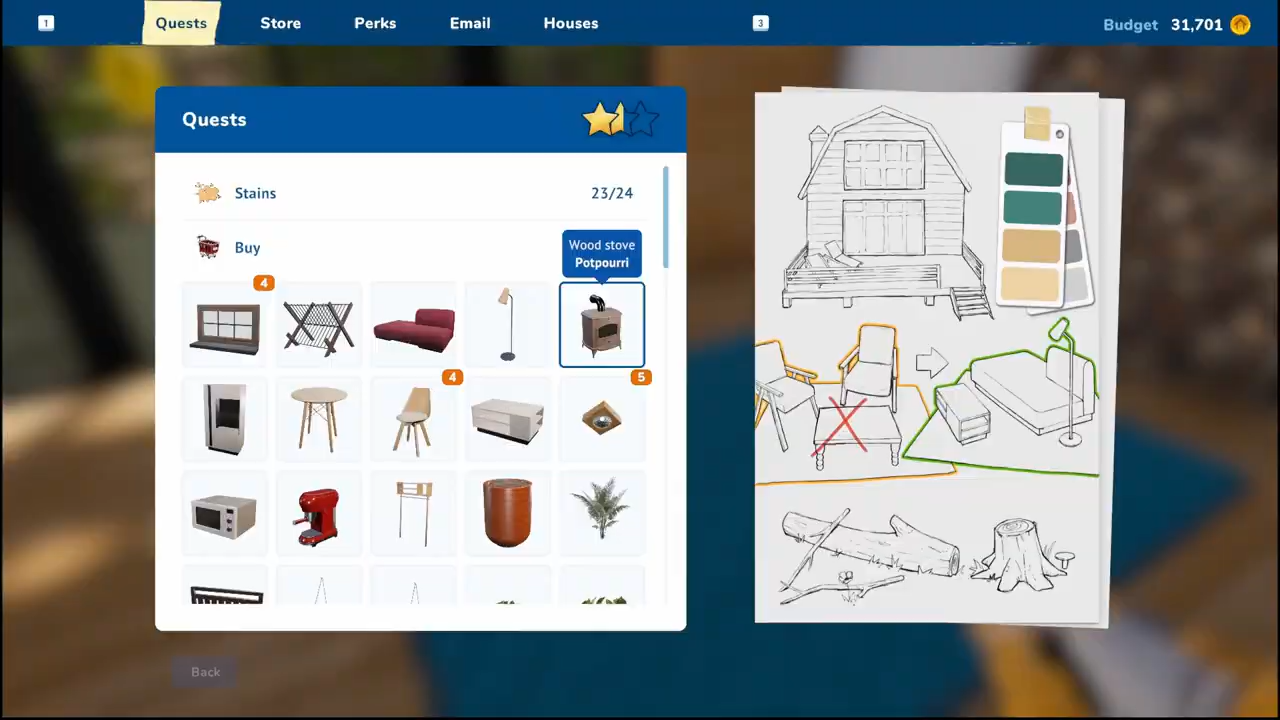 1
Quests
Store
Perks
Email
Houses
3
Budget 31,701
Quests
Stains 23/24
Buy
Wood stove
Potpourri
4
4
5
Back